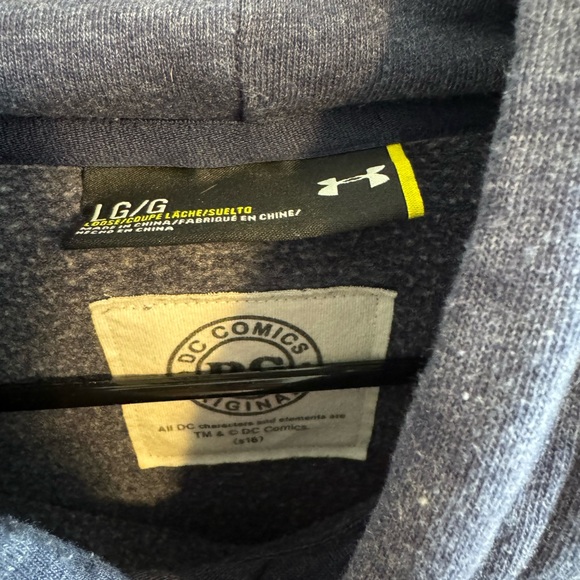 LG/G
LOOSE/COUPE LÂCHE/SUELTO
MADE IN CHINA/FABRIQUÉ EN CHINE/
HECHO EN CHINA
DC COMICS
DC
ORIGINAL
All DC characters and elements are
TM & © DC Comics.
(s16)